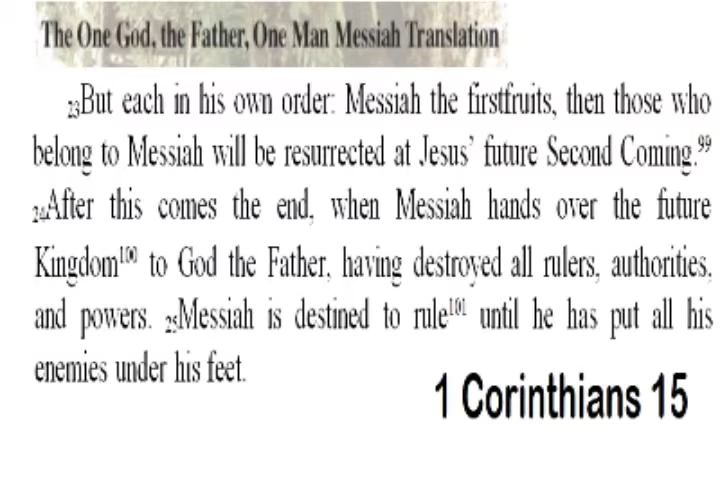 The One God, the Father, One Man Messiah Translation
23But each in his own order: Messiah the firstfruits, then those who
belong to Messiah will be resurrected at Jesus' future Second Coming.99
24After this comes the end, when Messiah hands over the future
Kingdom100 to God the Father, having destroyed all rulers, authorities,
and powers. 25Messiah is destined to rule101 until he has put all his
enemies under his feet.
1 Corinthians 15